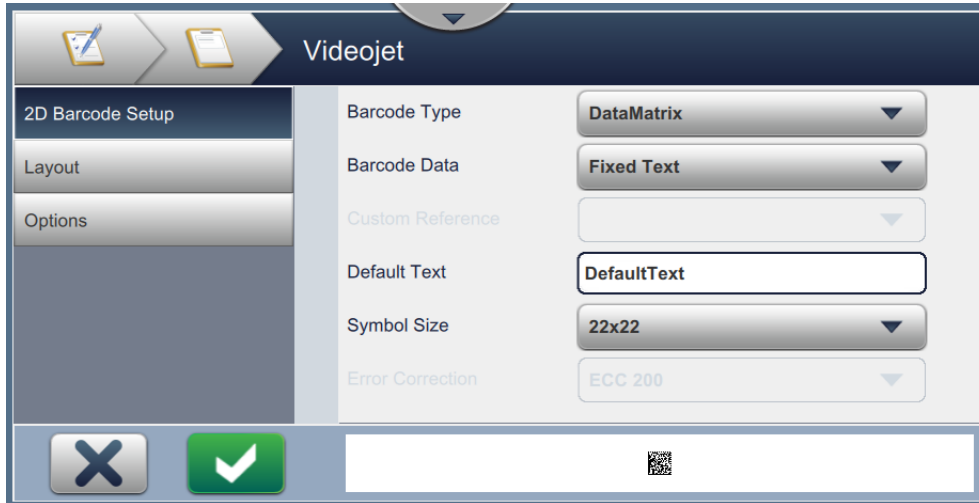 Videojet
2D Barcode Setup
Layout
Options
Barcode Type DataMatrix
Barcode Data Fixed Text
Custom Reference
Default Text DefaultText
Symbol Size 22x22
Error Correction ECC 200